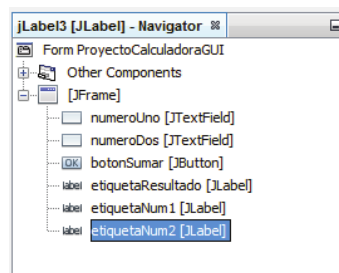 jLabel3 [JLabel] - Navigator
Form ProyectoCalculadoraGUI
Other Components
[JFrame]
numeroUno [JTextField]
numeroDos [JTextField]
OK botonSumar [JButton]
label etiquetaResultado [JLabel]
label etiquetaNum1 [JLabel]
label etiquetaNum2 [JLabel]